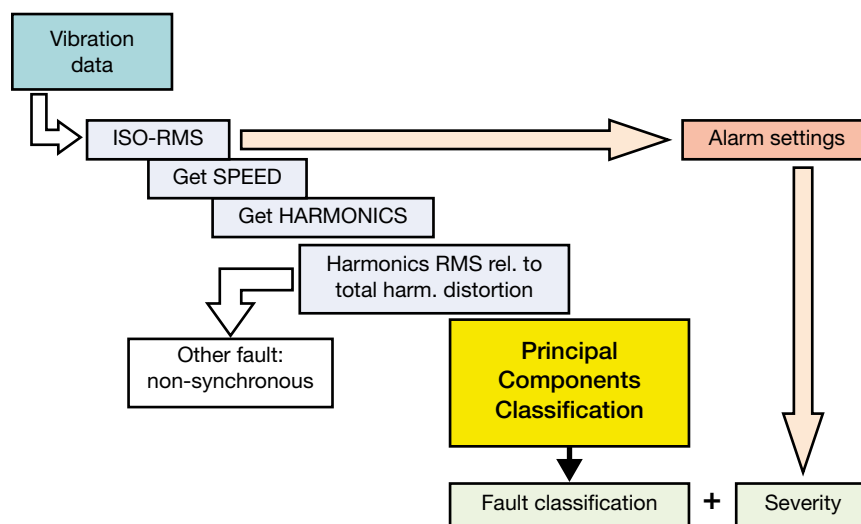 Vibration
data
ISO-RMS
Alarm settings
Get SPEED
Get HARMONICS
Harmonics RMS rel. to
total harm. distortion
Other fault:
non-synchronous
Principal
Components
Classification
Fault classification + Severity